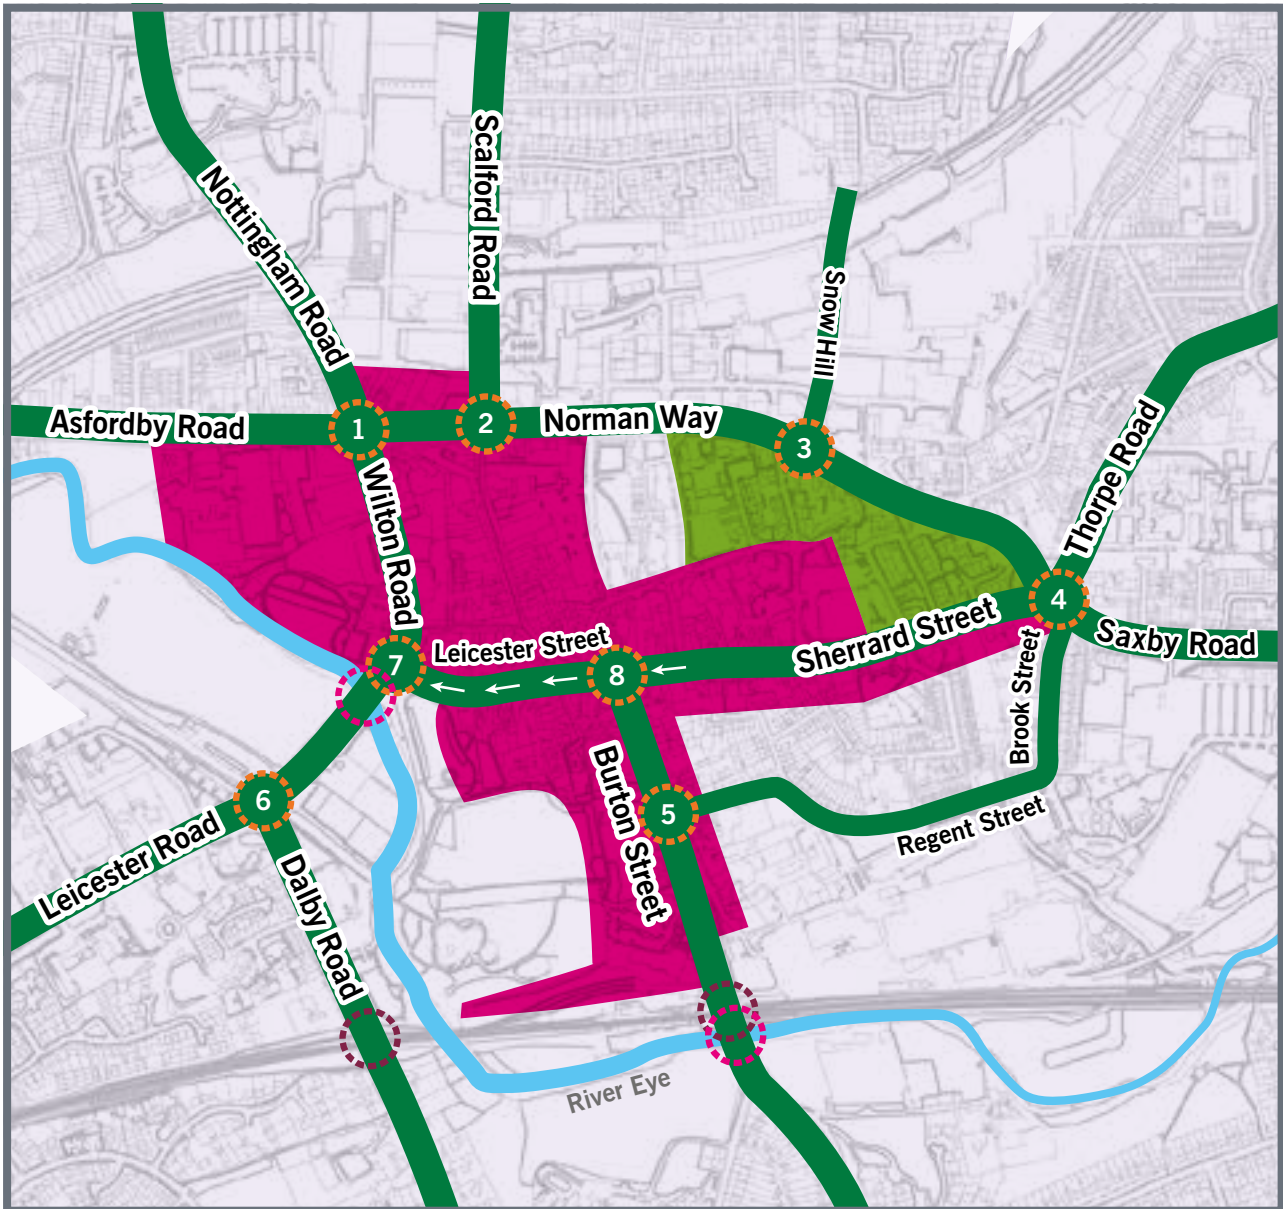 Scalford Road
Nottingham Road
Snow Hill
Asfordby Road
1
2
Norman Way
3
Thorpe Road
Wilton Road
4
Saxby Road
Sherrard Street
Leicester Street
7
8
Brook Street
Burton Street
6
5
Regent Street
Leicester Road
Dalby Road
River Eye